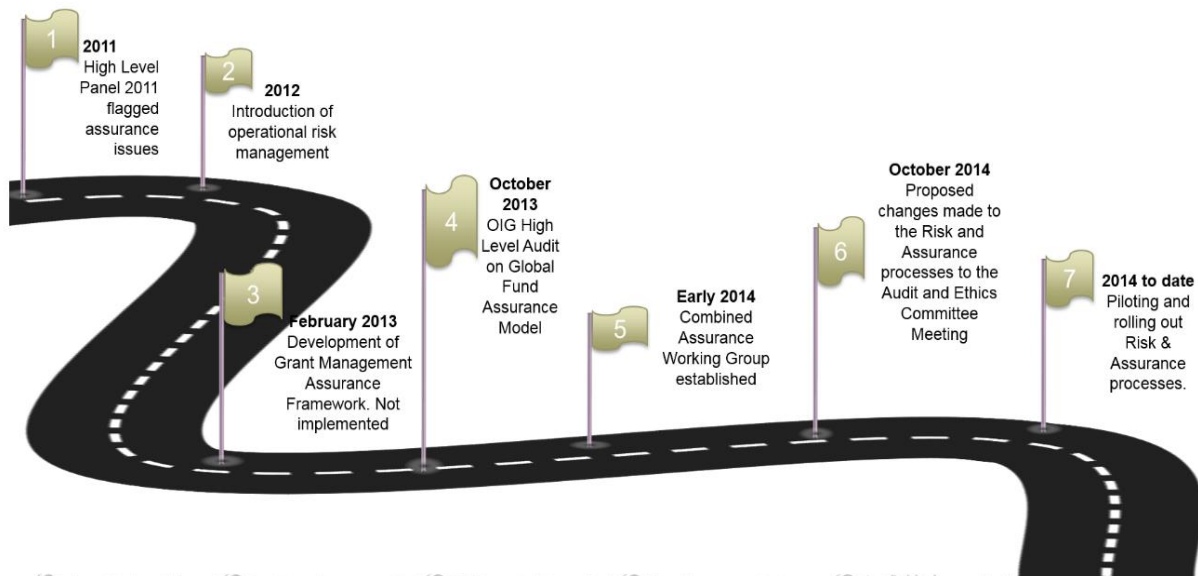 1
2011
High Level
Panel 2011
flagged
assurance
issues
2
2012
Introduction of
operational risk
management
3
February 2013
Development of
Grant Management
Assurance
Framework. Not
implemented
4
October
2013
OIG High
Level Audit
on Global
Fund
Assurance
Model
5
Early 2014
Combined
Assurance
Working Group
established
6
October 2014
Proposed
changes made to
the Risk and
Assurance
processes to the
Audit and Ethics
Committee
Meeting
7
2014 to date
Piloting and
rolling out
Risk &
Assurance
processes.